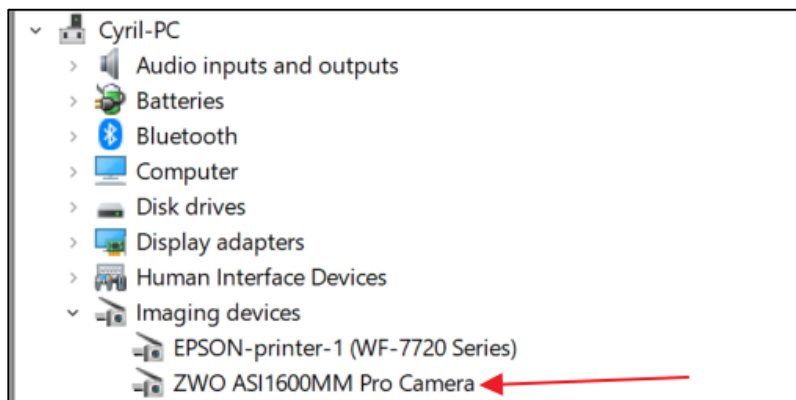 Cyril-PC
Audio inputs and outputs
Batteries
Bluetooth
Computer
Disk drives
Display adapters
Human Interface Devices
Imaging devices
EPSON-printer-1 (WF-7720 Series)
ZWO ASI1600MM Pro Camera